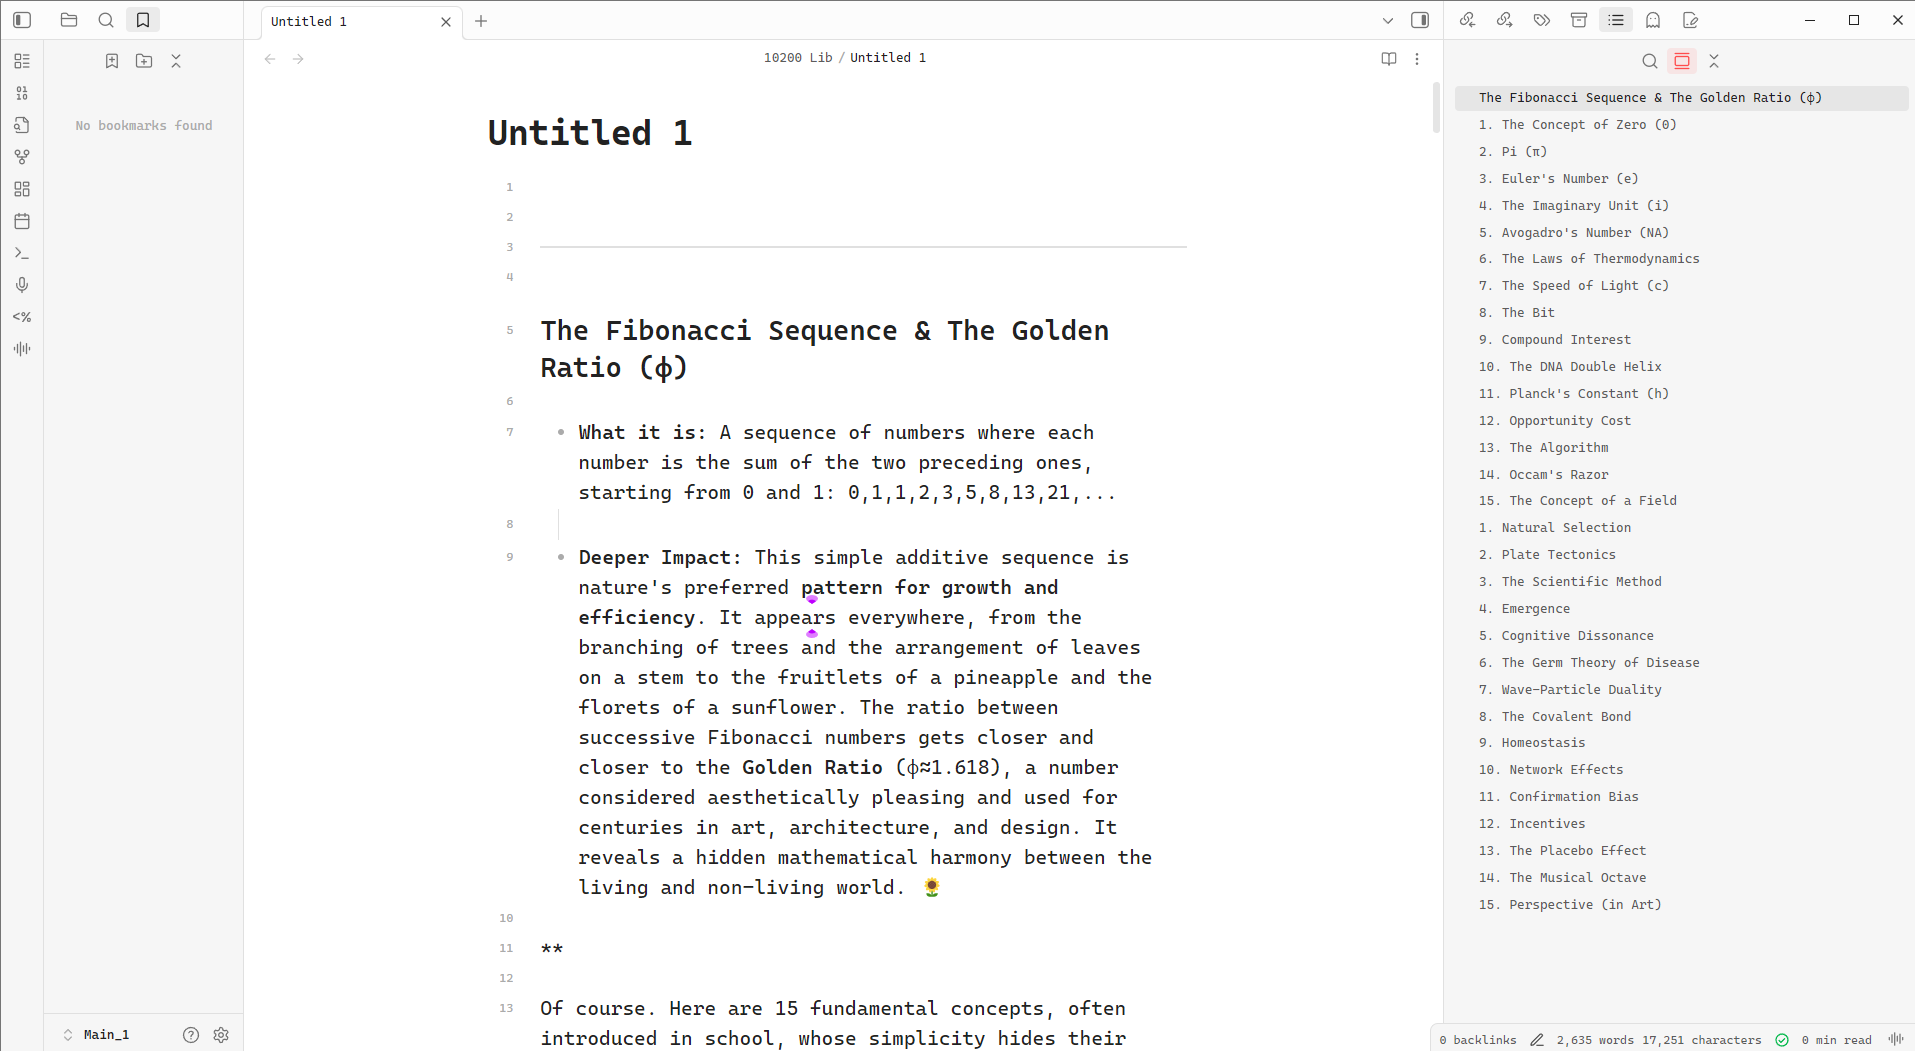 Untitled 1
No bookmarks found
Main_1
10200 Lib / Untitled 1
Untitled 1
1
2
3
4
5 The Fibonacci Sequence & The Golden
Ratio (ϕ)
6
7 • What it is: A sequence of numbers where each
number is the sum of the two preceding ones,
starting from 0 and 1: 0,1,1,2,3,5,8,13,21,...
8
9 • Deeper Impact: This simple additive sequence is
nature's preferred pattern for growth and
efficiency. It appears everywhere, from the
branching of trees and the arrangement of leaves
on a stem to the fruitlets of a pineapple and the
florets of a sunflower. The ratio between
successive Fibonacci numbers gets closer and
closer to the Golden Ratio (ϕ≈1.618), a number
considered aesthetically pleasing and used for
centuries in art, architecture, and design. It
reveals a hidden mathematical harmony between the
living and non-living world. 🌻
10
11 **
12
13 Of course. Here are 15 fundamental concepts, often
introduced in school, whose simplicity hides their
The Fibonacci Sequence & The Golden Ratio (ϕ)
1. The Concept of Zero (0)
2. Pi (π)
3. Euler's Number (e)
4. The Imaginary Unit (i)
5. Avogadro's Number (NA)
6. The Laws of Thermodynamics
7. The Speed of Light (c)
8. The Bit
9. Compound Interest
10. The DNA Double Helix
11. Planck's Constant (h)
12. Opportunity Cost
13. The Algorithm
14. Occam's Razor
15. The Concept of a Field
1. Natural Selection
2. Plate Tectonics
3. The Scientific Method
4. Emergence
5. Cognitive Dissonance
6. The Germ Theory of Disease
7. Wave-Particle Duality
8. The Covalent Bond
9. Homeostasis
10. Network Effects
11. Confirmation Bias
12. Incentives
13. The Placebo Effect
14. The Musical Octave
15. Perspective (in Art)
0 backlinks 2,635 words 17,251 characters 0 min read